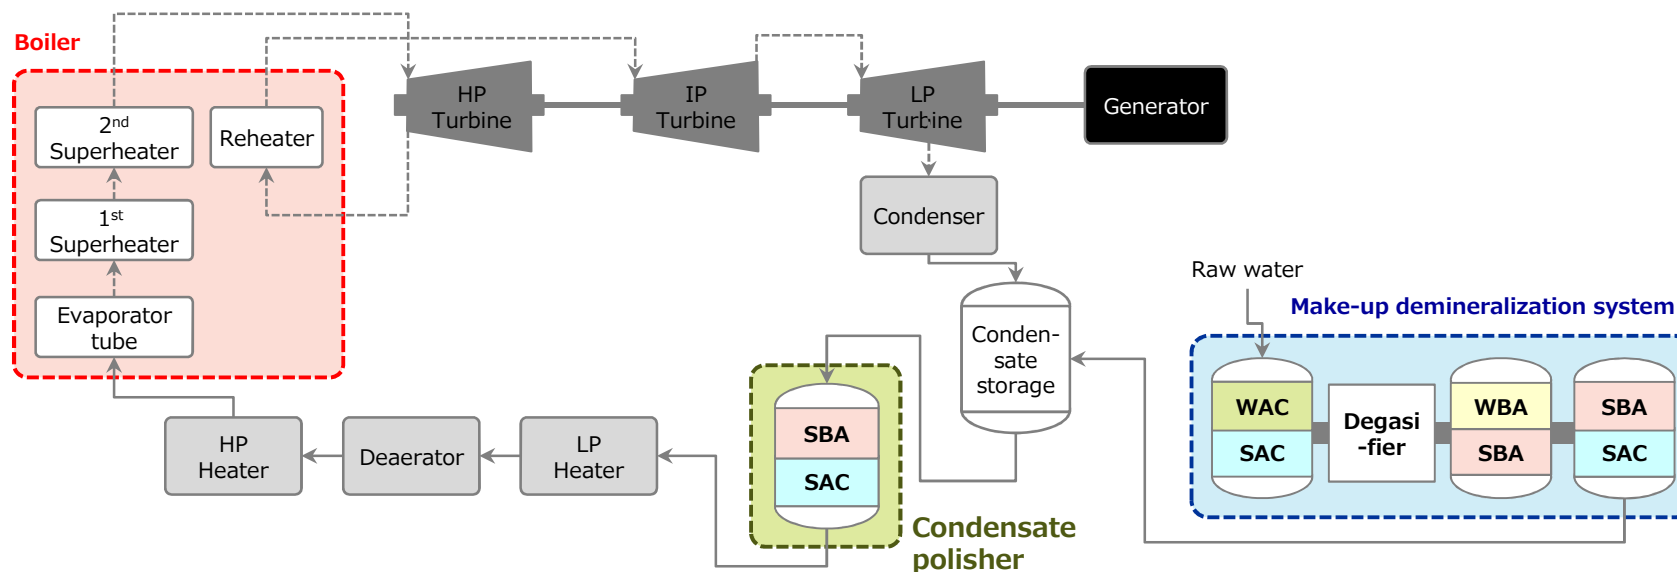 Boiler
2nd
Superheater
Reheater
1st
Superheater
Evaporator
tube
HP
Turbine
IP
Turbine
LP
Turbine
Generator
Condenser
Raw water
Make-up demineralization system
Conden-
sate
storage
WAC
SAC
Degasi
-fier
WBA
SBA
SBA
SAC
SBA
SAC
Condensate
polisher
HP
Heater
Deaerator
LP
Heater